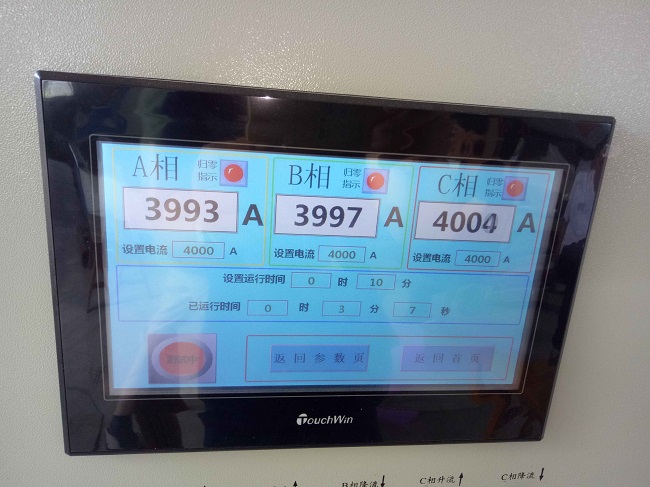 A相 归零指示 B相 归零指示 C相 归零指示
3993 A 3997 A 4004 A
设置电流 4000 A 设置电流 4000 A 设置电流 4000 A
设置运行时间 0 时 10 分
已运行时间 0 时 3 分 7 秒
返回参数页 返回首页
TouchWin
B相降流↓ C相升流↑ C相降流↓